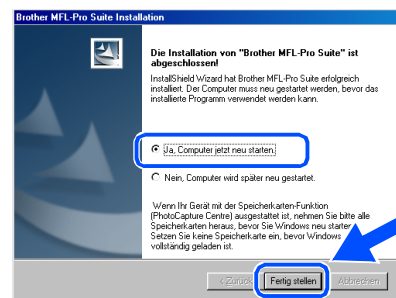 Brother MFL-Pro Suite Installation
Die Installation von "Brother MFL-Pro Suite" ist
abgeschlossen!
InstallShield Wizard hat Brother MFL-Pro Suite erfolgreich
installiert. Der Computer muss neu gestartet werden, bevor das
installierte Programm verwendet werden kann.
Ja, Computer jetzt neu starten.
Nein, Computer wird später neu gestartet.
Wenn Ihr Gerät mit der Speicherkarten-Funktion
(PhotoCapture Centre) ausgestattet ist, nehmen Sie bitte alle
Speicherkarten heraus, bevor Sie Windows neu starten
Setzen Sie keine Speicherkarte ein, bevor Windows
vollständig geladen ist.
< Zurück Fertig stellen Abbrechen